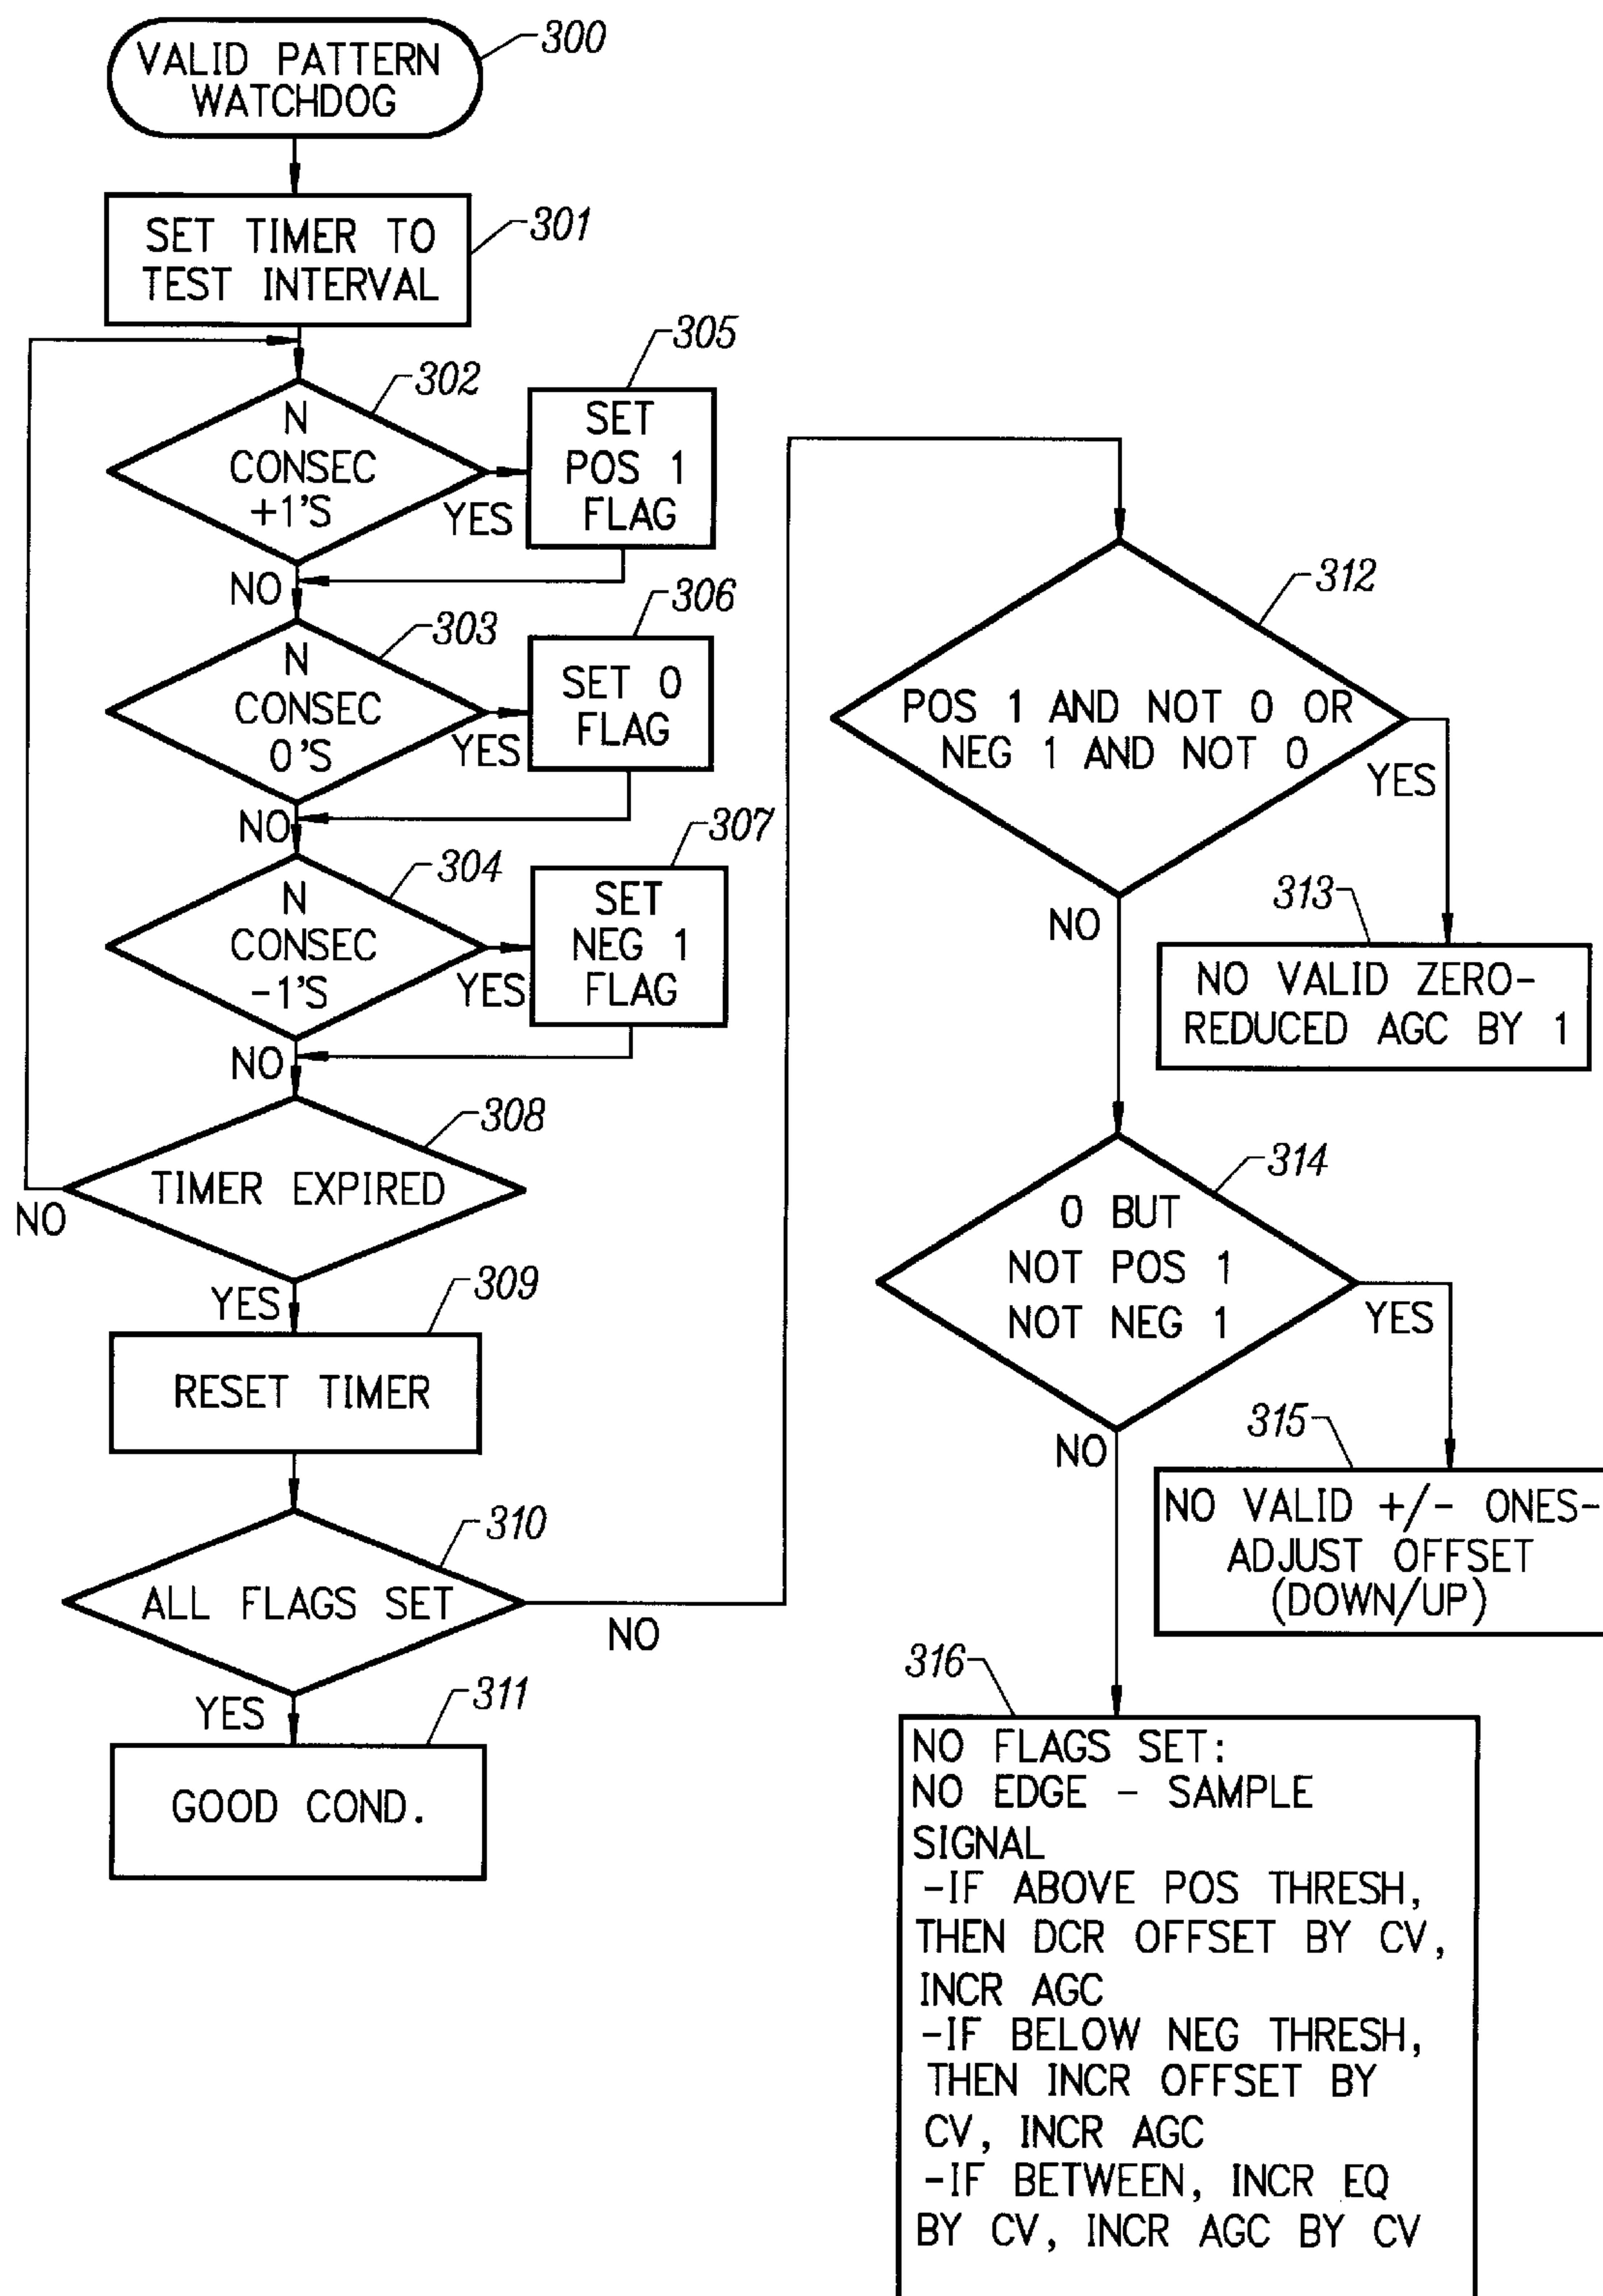 VALID PATTERN
WATCHDOG
300
SET TIMER TO
TEST INTERVAL
301
N
CONSEC
+1'S
302
YES
NO
SET
POS 1
FLAG
305
N
CONSEC
0'S
303
YES
NO
SET 0
FLAG
306
N
CONSEC
-1'S
304
YES
NO
SET
NEG 1
FLAG
307
TIMER EXPIRED
308
NO
YES
RESET TIMER
309
ALL FLAGS SET
310
NO
YES
GOOD COND.
311
POS 1 AND NOT 0 OR
NEG 1 AND NOT 0
312
YES
NO
313
NO VALID ZERO-
REDUCED AGC BY 1
0 BUT
NOT POS 1
NOT NEG 1
314
YES
NO
315
NO VALID +/- ONES-
ADJUST OFFSET
(DOWN/UP)
316
NO FLAGS SET:
NO EDGE - SAMPLE
SIGNAL
-IF ABOVE POS THRESH,
THEN DCR OFFSET BY CV,
INCR AGC
-IF BELOW NEG THRESH,
THEN INCR OFFSET BY
CV, INCR AGC
-IF BETWEEN, INCR EQ
BY CV, INCR AGC BY CV